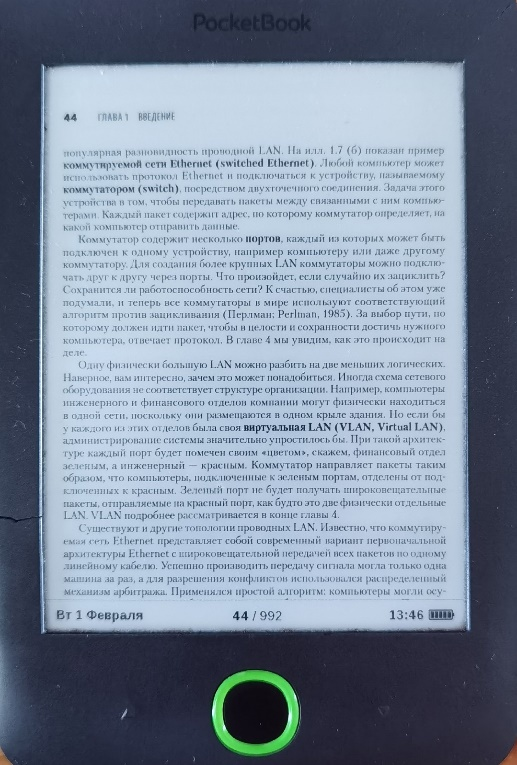 PocketBook
44 ГЛАВА 1 ВВЕДЕНИЕ
популярная разновидность проводной LAN. На илл. 1.7 (б) показан пример
коммутируемой сети Ethernet (switched Ethernet). Любой компьютер может
использовать протокол Ethernet и подключаться к устройству, называемому
коммутатором (switch), посредством двухточечного соединения. Задача этого
устройства в том, чтобы передавать пакеты между связанными с ним компью-
терами. Каждый пакет содержит адрес, по которому коммутатор определяет, на
какой компьютер отправить данные.
Коммутатор содержит несколько портов, каждый из которых может быть
подключен к одному устройству, например компьютеру или даже другому
коммутатору. Для создания более крупных LAN коммутаторы можно подклю-
чать друг к другу через порты. Что произойдет, если случайно их зациклить?
Сохранится ли работоспособность сети? К счастью, специалисты об этом уже
подумали, и теперь все коммутаторы в мире используют соответствующий
алгоритм против зацикливания (Перлман; Perlman, 1985). За выбор пути, по
которому должен идти пакет, чтобы в целости и сохранности достичь нужного
компьютера, отвечает протокол. В главе 4 мы увидим, как это происходит на
деле.
Одну физически большую LAN можно разбить на две меньших логических.
Наверное, вам интересно, зачем это может понадобиться. Иногда схема сетевого
оборудования не соответствует структуре организации. Например, компьютеры
инженерного и финансового отделов компании могут физически находиться
в одной сети, поскольку они размещаются в одном крыле здания. Но если бы
у каждого из этих отделов была своя виртуальная LAN (VLAN, Virtual LAN),
администрирование системы значительно упростилось бы. При такой архитек-
туре каждый порт будет помечен своим «цветом», скажем, финансовый отдел
зеленым, а инженерный — красным. Коммутатор направляет пакеты таким
образом, что компьютеры, подключенные к зеленым портам, отделены от под-
ключенных к красным. Зеленый порт не будет получать широковещательные
пакеты, отправляемые на красный порт, как будто это две физически отдельные
LAN. VLAN подробнее рассматривается в конце главы 4.
Существуют и другие топологии проводных LAN. Известно, что коммутиру-
емая сеть Ethernet представляет собой современный вариант первоначальной
архитектуры Ethernet с широковещательной передачей всех пакетов по одному
линейному кабелю. Успешно производить передачу сигнала могла только одна
машина за раз, а для разрешения конфликтов использовался распределенный
механизм арбитража. Применялся простой алгоритм: компьютеры могли осу-
Вт 1 Февраля 44 / 992 13:46